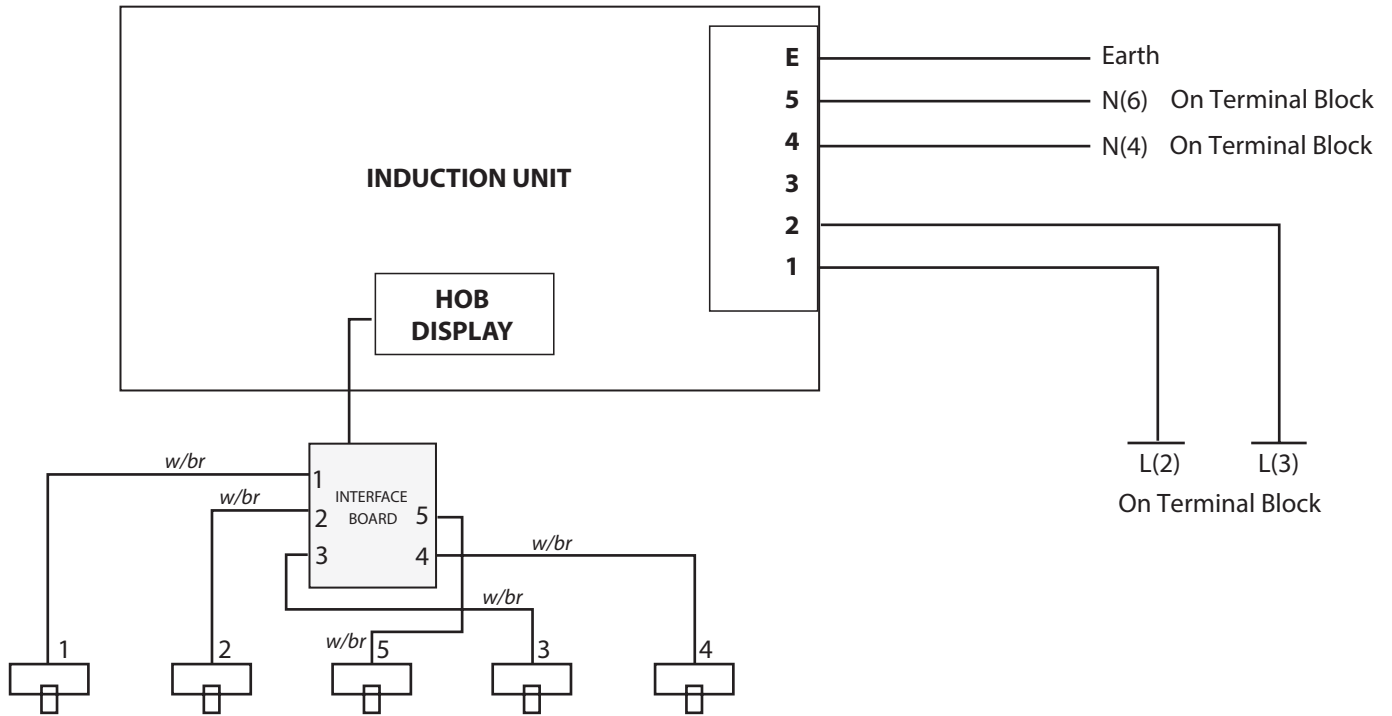 E
Earth
5
N(6) On Terminal Block
4
N(4) On Terminal Block
INDUCTION UNIT
3
2
1
HOB
DISPLAY
L(2)
L(3)
On Terminal Block
w/br
1
w/br
INTERFACE
BOARD
2
5
3
4
w/br
w/br
w/br
1
2
5
3
4